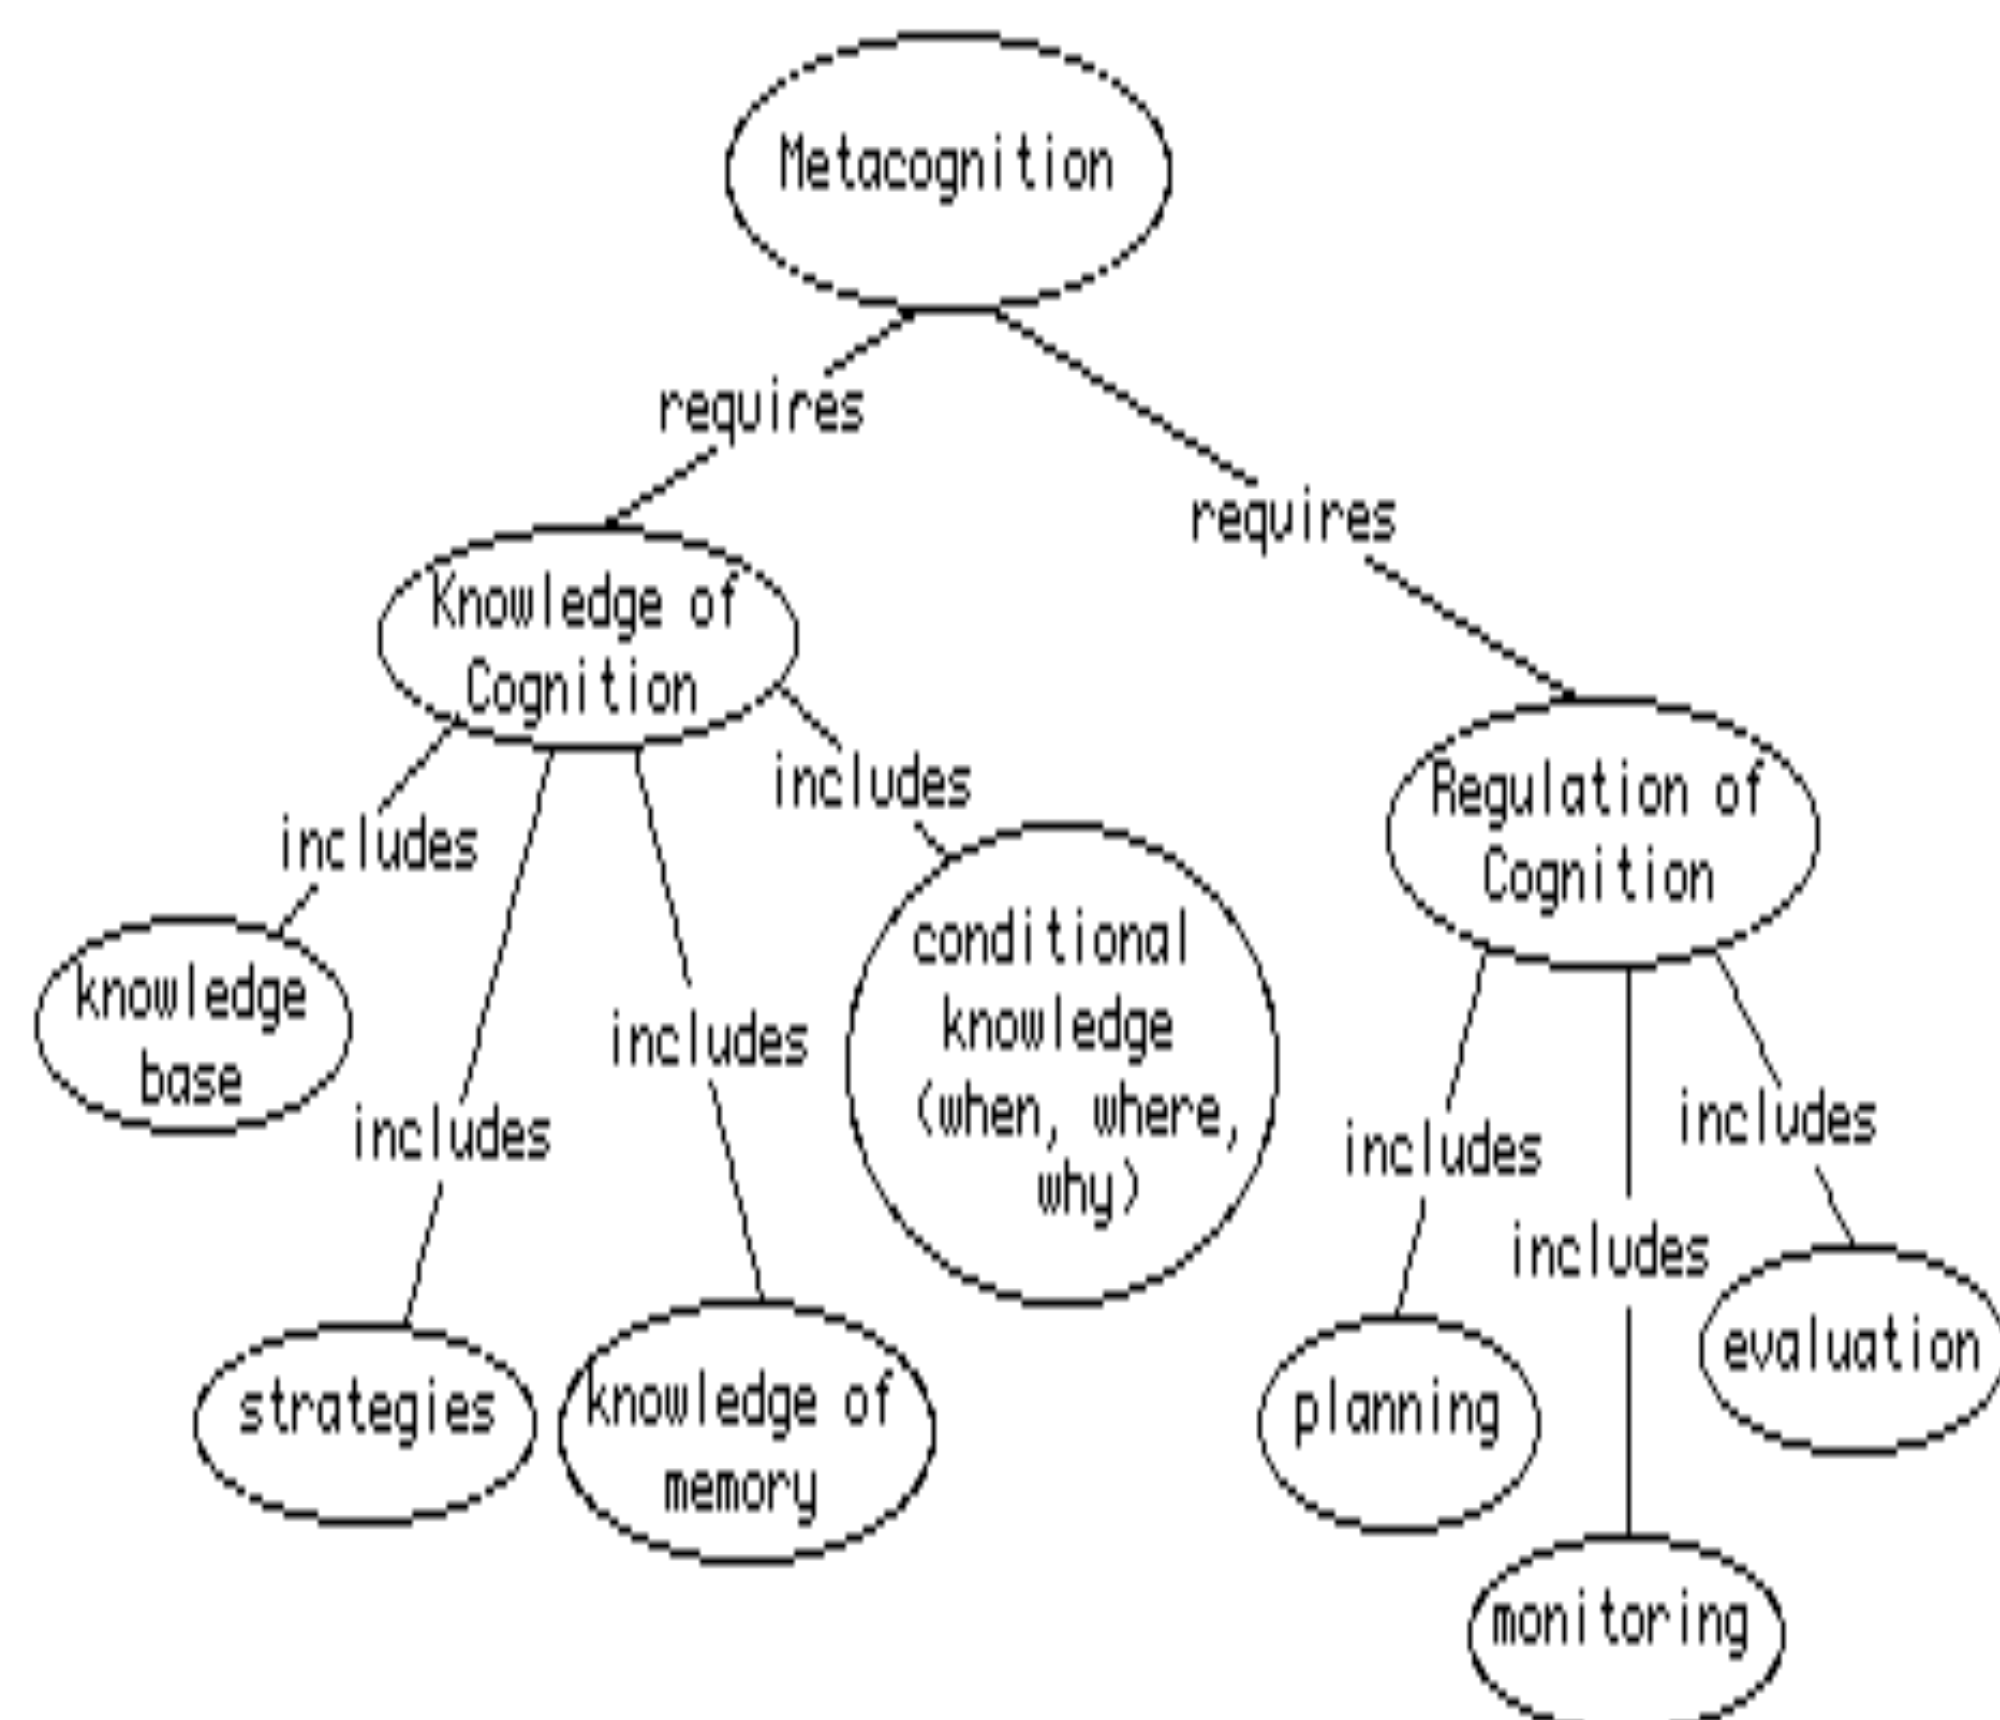 Metacognition
requires
requires
Knowledge of
Cognition
includes
includes
includes
includes
knowledge
base
strategies
knowledge of
memory
conditional
knowledge
(when, where,
why)
Regulation of
Cognition
includes
includes
includes
planning
monitoring
evaluation